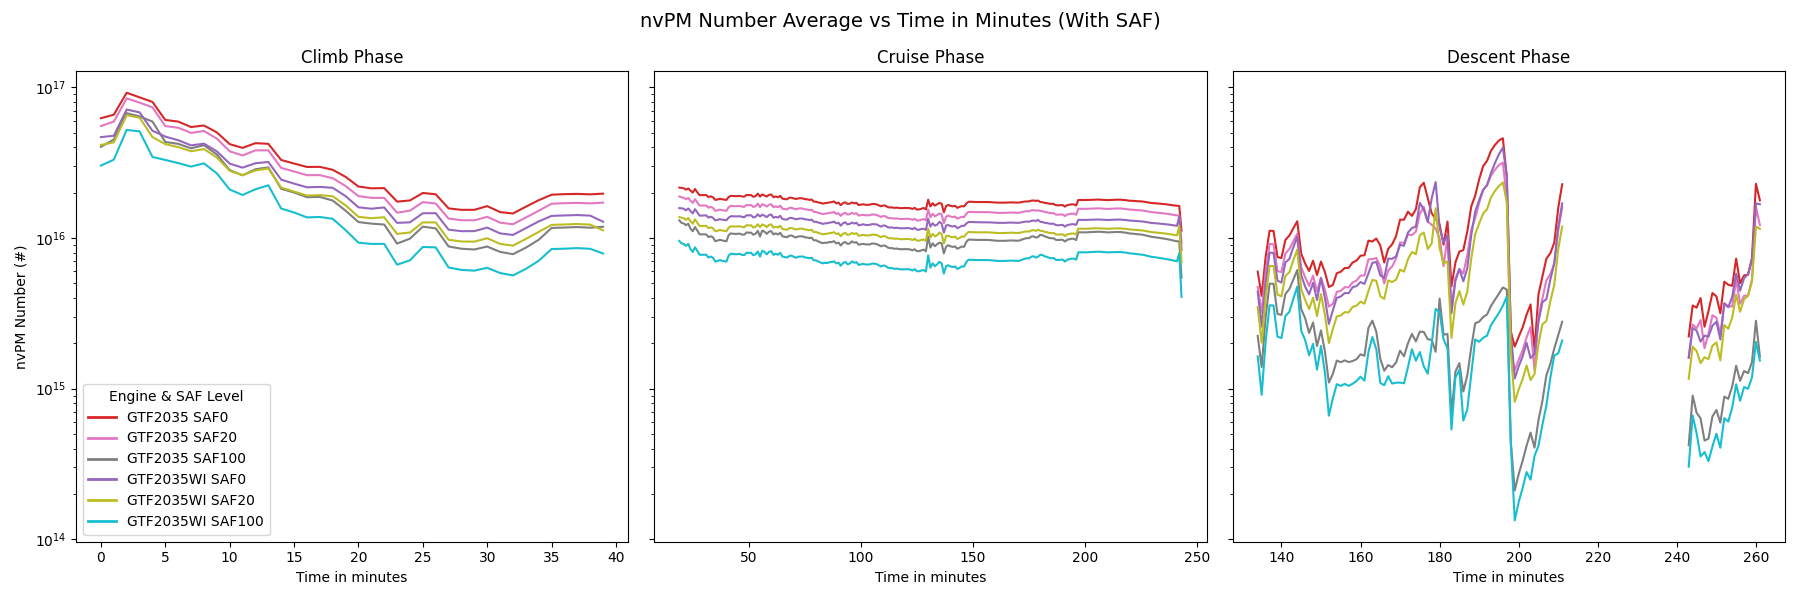 nvPM Number Average vs Time in Minutes (With SAF)
Climb Phase
Cruise Phase
Descent Phase
nvPM Number (#)
10^17
10^16
10^15
10^14
Engine & SAF Level
GTF2035 SAF0
GTF2035 SAF20
GTF2035 SAF100
GTF2035WI SAF0
GTF2035WI SAF20
GTF2035WI SAF100
0 5 10 15 20 25 30 35 40
50 100 150 200 250
140 160 180 200 220 240 260
Time in minutes
Time in minutes
Time in minutes